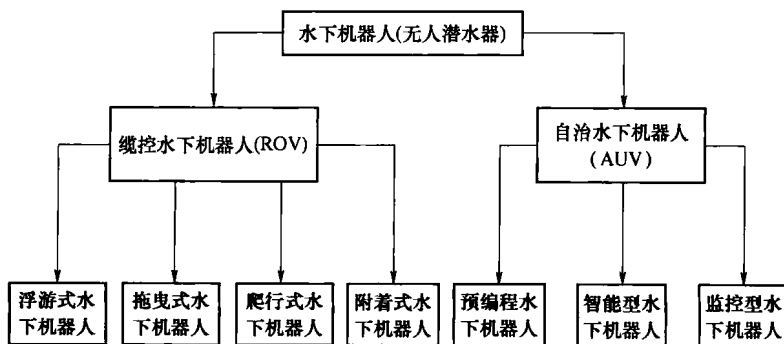 水下机器人(无人潜水器)
缆控水下机器人(ROV)
自治水下机器人
(AUV)
浮游式水
下机器人
拖曳式水
下机器人
爬行式水
下机器人
附着式水
下机器人
预编程水
下机器人
智能型水
下机器人
监控型水
下机器人